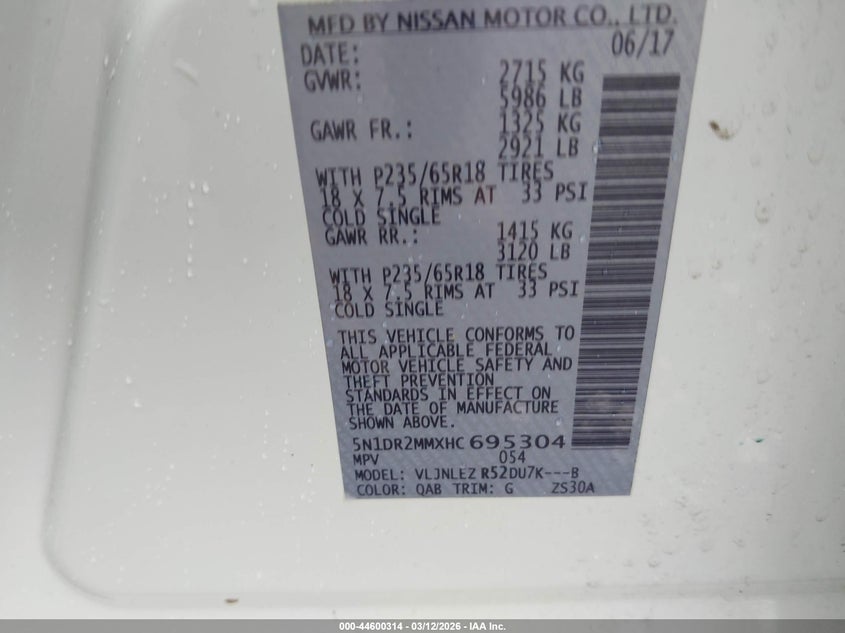 MFD BY NISSAN MOTOR CO., LTD.
DATE: 06/17
GVWR: 2715 KG
5986 LB
GAWR FR.: 1325 KG
2921 LB
WITH P235/65R18 TIRES
18 X 7.5 RIMS AT 33 PSI
COLD SINGLE
GAWR RR.: 1415 KG
3120 LB
WITH P235/65R18 TIRES
18 X 7.5 RIMS AT 33 PSI
COLD SINGLE
THIS VEHICLE CONFORMS TO
ALL APPLICABLE FEDERAL
MOTOR VEHICLE SAFETY AND
THEFT PREVENTION
STANDARDS IN EFFECT ON
THE DATE OF MANUFACTURE
SHOWN ABOVE.
5N1DR2MMXHC695304
MPV 054
MODEL: VLJNLEZ R52DU7K---B
COLOR: QAB TRIM: G ZS30A
000-44600314 - 03/12/2026 - IAA Inc.